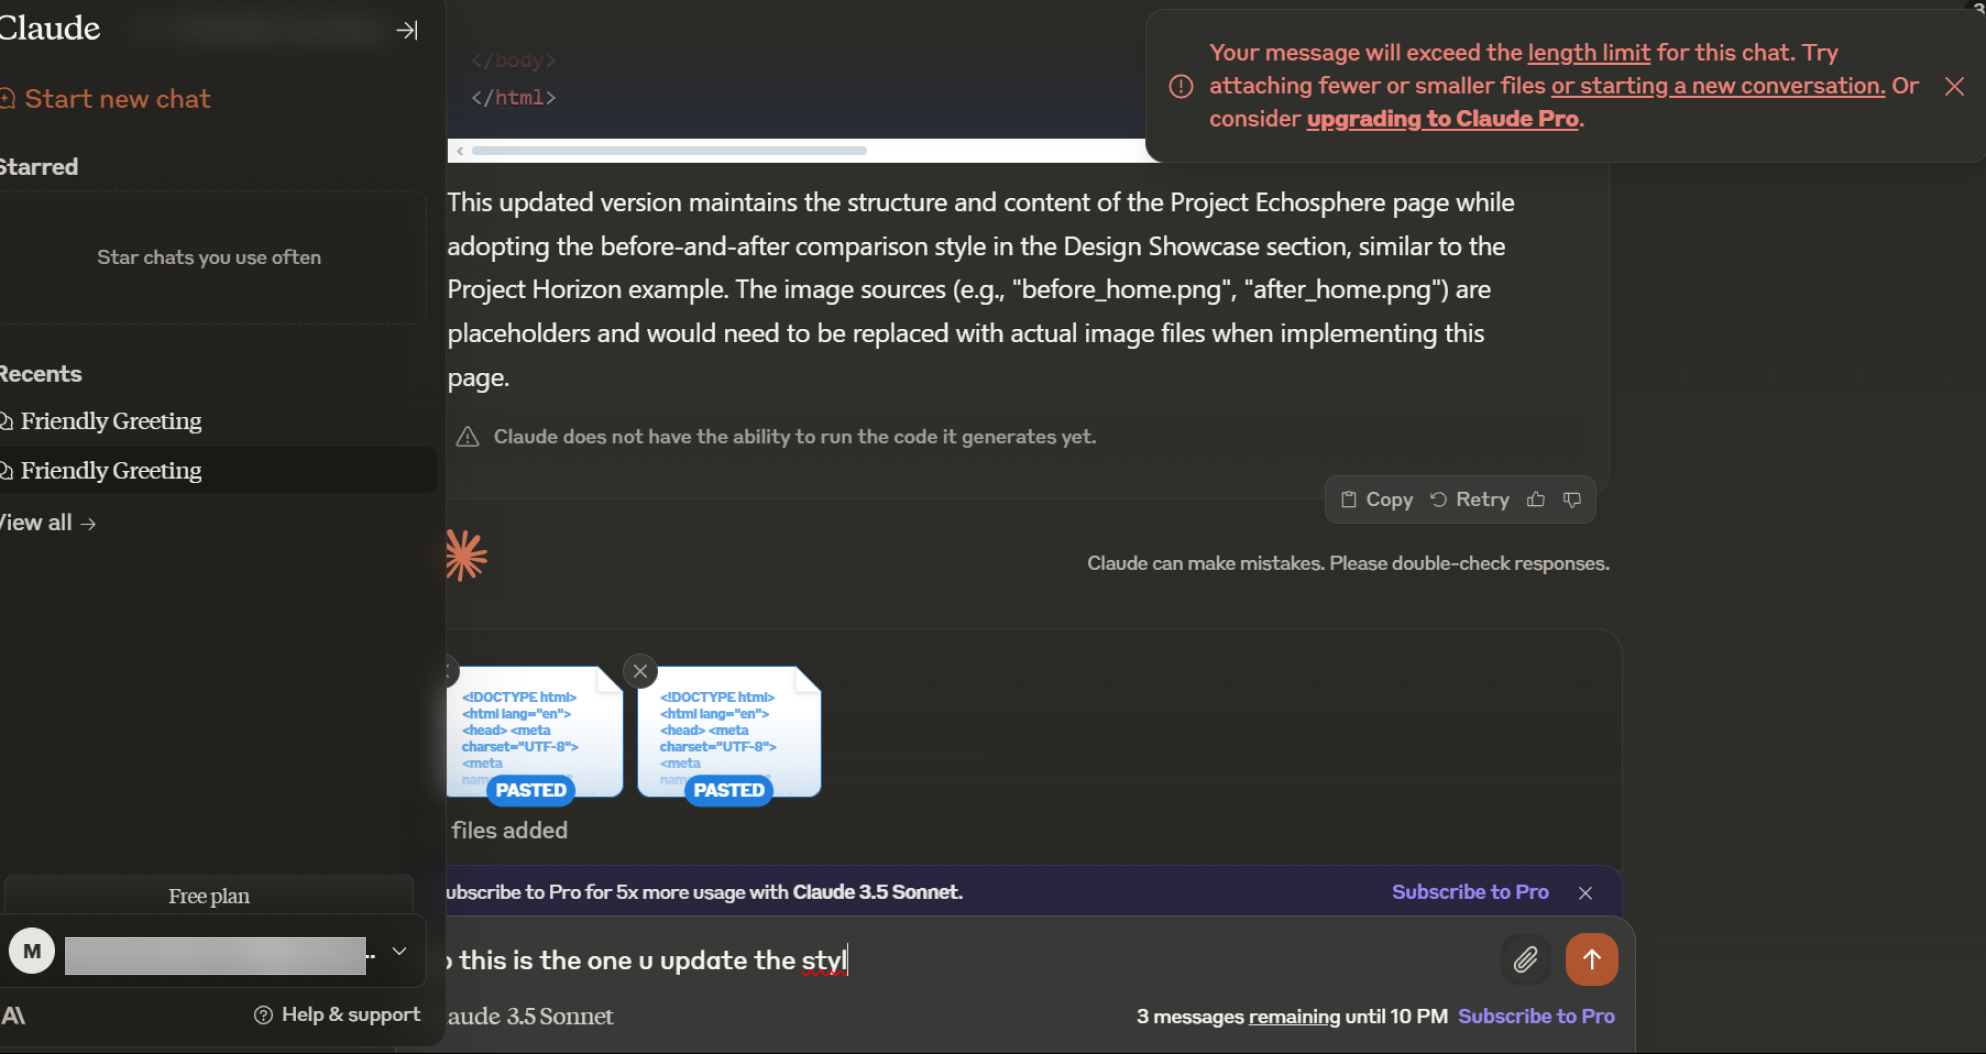 Claude
Start new chat
Starred
Star chats you use often
Recents
Friendly Greeting
Friendly Greeting
View all →
Free plan
M
..
Help & support
</body>
</html>
Your message will exceed the length limit for this chat. Try
attaching fewer or smaller files or starting a new conversation. Or
consider upgrading to Claude Pro.
This updated version maintains the structure and content of the Project Echosphere page while
adopting the before-and-after comparison style in the Design Showcase section, similar to the
Project Horizon example. The image sources (e.g., "before_home.png", "after_home.png") are
placeholders and would need to be replaced with actual image files when implementing this
page.
Claude does not have the ability to run the code it generates yet.
Copy Retry
Claude can make mistakes. Please double-check responses.
<!DOCTYPE html>
<html lang="en">
<head> <meta
charset="UTF-8">
<meta
PASTED
<!DOCTYPE html>
<html lang="en">
<head> <meta
charset="UTF-8">
<meta
PASTED
files added
ubscribe to Pro for 5x more usage with Claude 3.5 Sonnet.
Subscribe to Pro
this is the one u update the styl
aude 3.5 Sonnet
3 messages remaining until 10 PM Subscribe to Pro